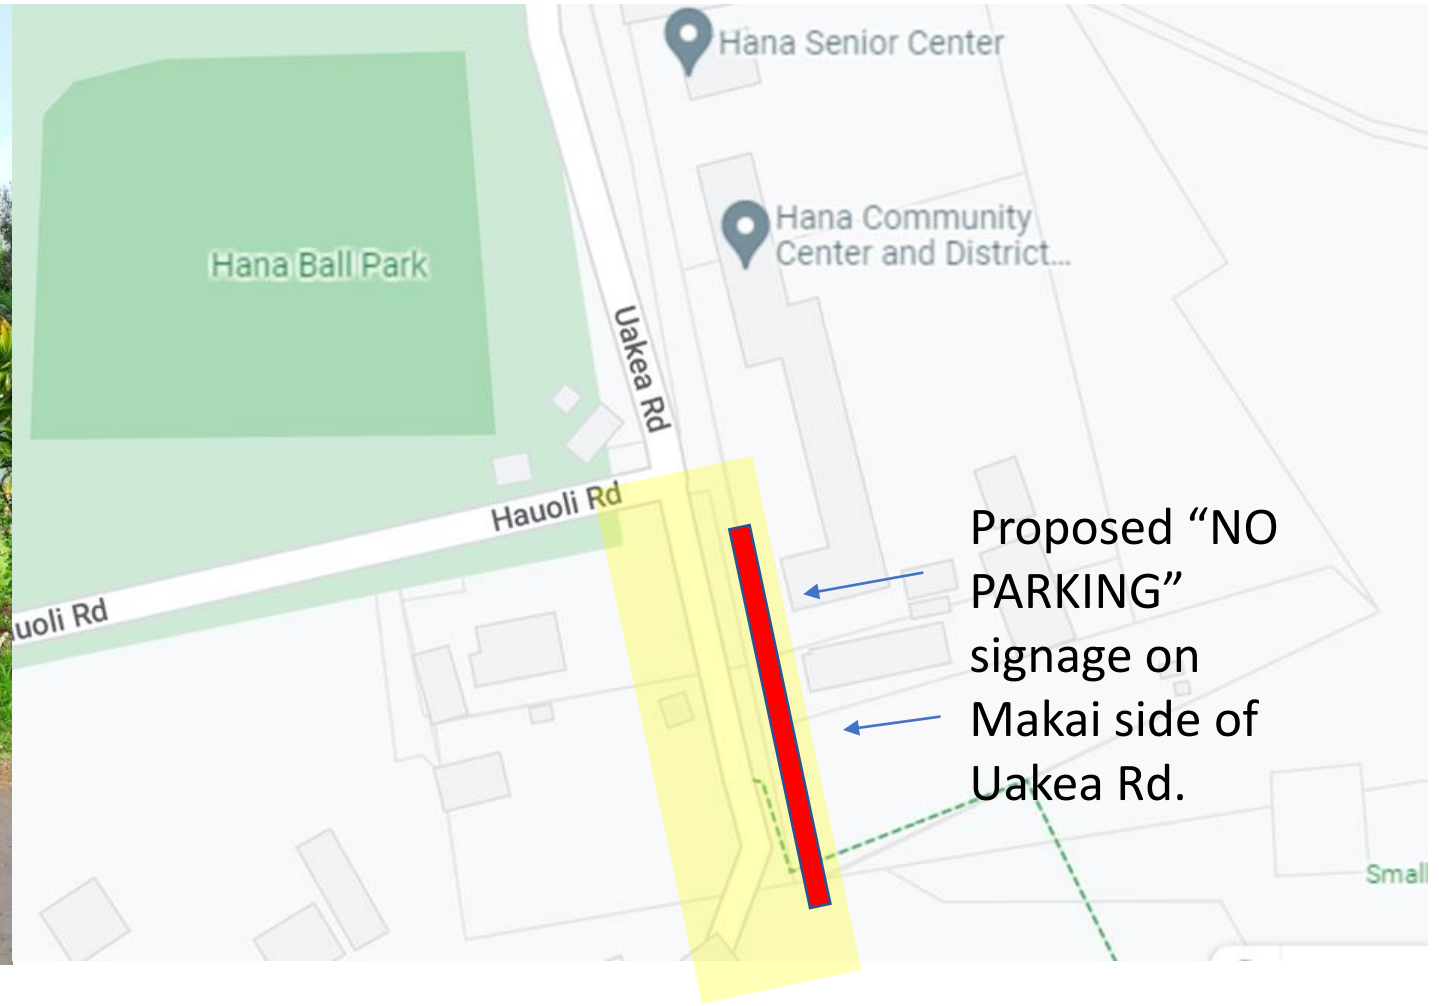 Hana Senior Center
Hana Community
Center and District...
Hana Ball Park
Uakea Rd
Hauoli Rd
uoli Rd
Proposed “NO
PARKING”
signage on
Makai side of
Uakea Rd.
Small